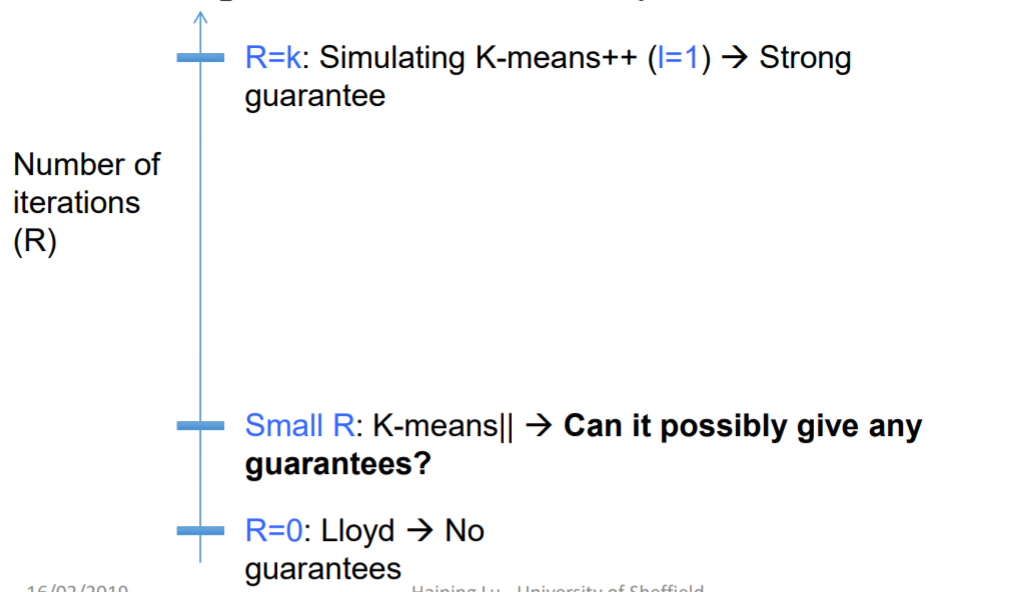 R=k: Simulating K-means++ (l=1) → Strong
guarantee
Number of
iterations
(R)
Small R: K-means|| → Can it possibly give any
guarantees?
R=0: Lloyd → No
guarantees
16/02/2019
Haiping Lu - University of Sheffield